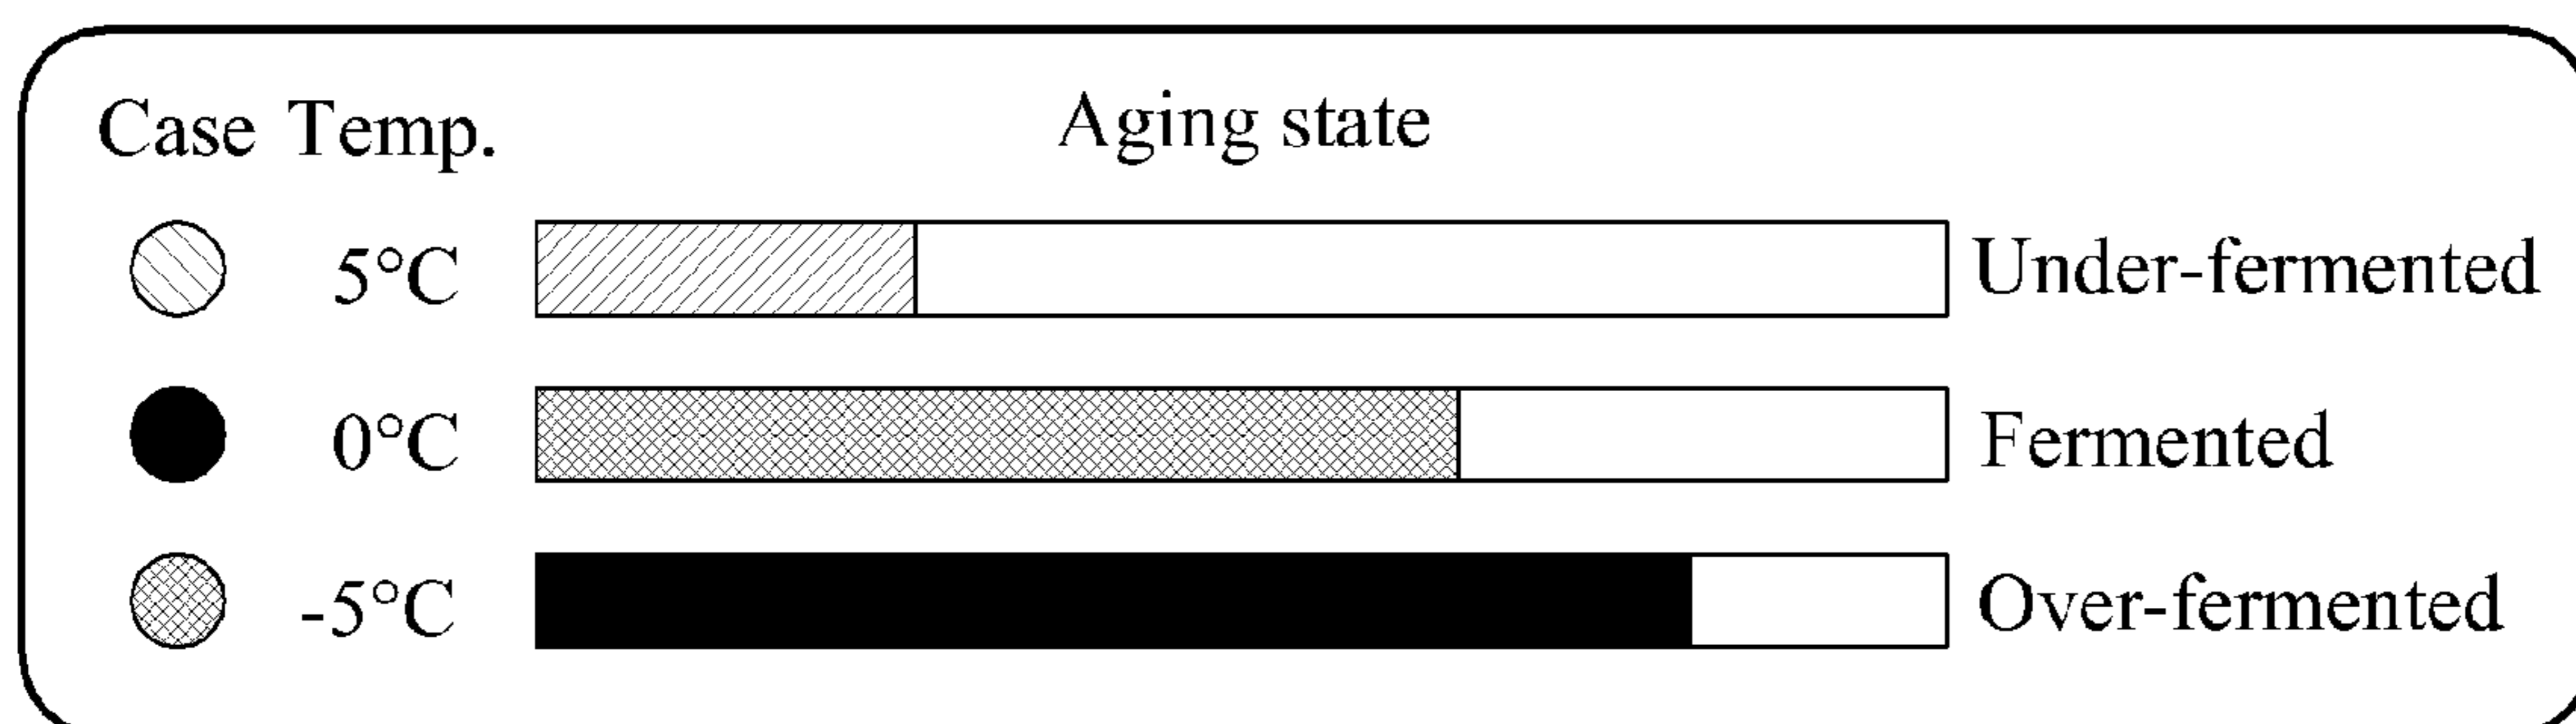 Case Temp. Aging state
5°C Under-fermented
0°C Fermented
-5°C Over-fermented